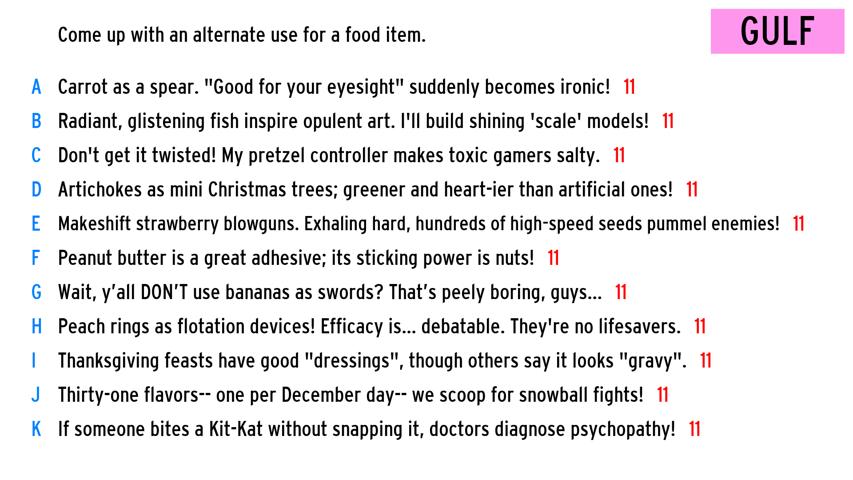 Come up with an alternate use for a food item.
GULF
A Carrot as a spear. "Good for your eyesight" suddenly becomes ironic! 11
B Radiant, glistening fish inspire opulent art. I'll build shining 'scale' models! 11
C Don't get it twisted! My pretzel controller makes toxic gamers salty. 11
D Artichokes as mini Christmas trees; greener and heart-ier than artificial ones! 11
E Makeshift strawberry blowguns. Exhaling hard, hundreds of high-speed seeds pummel enemies! 11
F Peanut butter is a great adhesive; its sticking power is nuts! 11
G Wait, y’all DON’T use bananas as swords? That’s peely boring, guys... 11
H Peach rings as flotation devices! Efficacy is... debatable. They're no lifesavers. 11
I Thanksgiving feasts have good "dressings", though others say it looks "gravy". 11
J Thirty-one flavors-- one per December day-- we scoop for snowball fights! 11
K If someone bites a Kit-Kat without snapping it, doctors diagnose psychopathy! 11